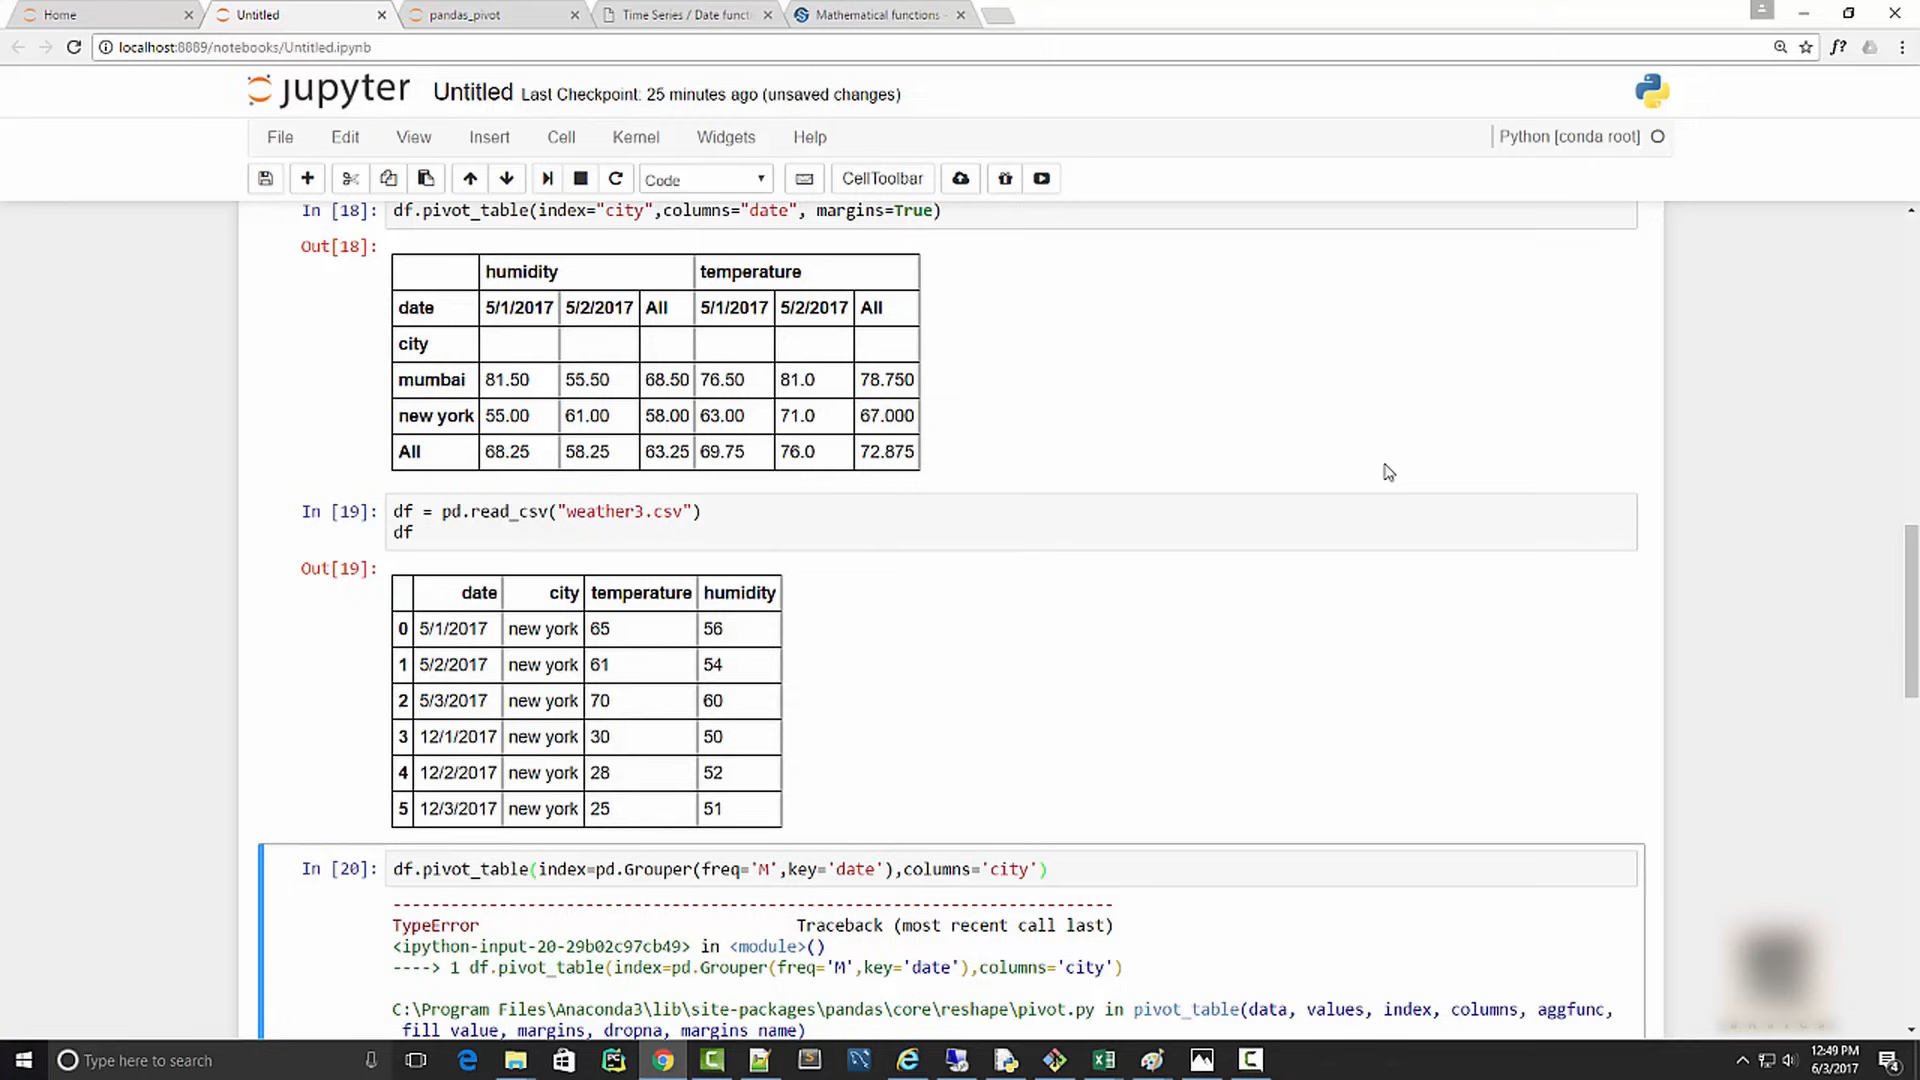 Home
Untitled
pandas_pivot
Time Series / Date funct
Mathematical functions -
localhost:8889/notebooks/Untitled.ipynb
f?
jupyter Untitled Last Checkpoint: 25 minutes ago (unsaved changes)
File Edit View Insert Cell Kernel Widgets Help
Python [conda root]
Code
CellToolbar
In [18]: df.pivot_table(index="city",columns="date", margins=True)
Out[18]:
humidity temperature
date 5/1/2017 5/2/2017 All 5/1/2017 5/2/2017 All
city
mumbai 81.50 55.50 68.50 76.50 81.0 78.750
new york 55.00 61.00 58.00 63.00 71.0 67.000
All 68.25 58.25 63.25 69.75 76.0 72.875
In [19]: df = pd.read_csv("weather3.csv")
df
Out[19]:
date city temperature humidity
0 5/1/2017 new york 65 56
1 5/2/2017 new york 61 54
2 5/3/2017 new york 70 60
3 12/1/2017 new york 30 50
4 12/2/2017 new york 28 52
5 12/3/2017 new york 25 51
In [20]: df.pivot_table(index=pd.Grouper(freq='M',key='date'),columns='city')
---------------------------------------------------------------------------
TypeError Traceback (most recent call last)
<ipython-input-20-29b02c97cb49> in <module>()
----> 1 df.pivot_table(index=pd.Grouper(freq='M',key='date'),columns='city')
C:\Program Files\Anaconda3\lib\site-packages\pandas\core\reshape\pivot.py in pivot_table(data, values, index, columns, aggfunc,
fill_value, margins, dropna, margins_name)
Type here to search
12:49 PM
6/3/2017
4